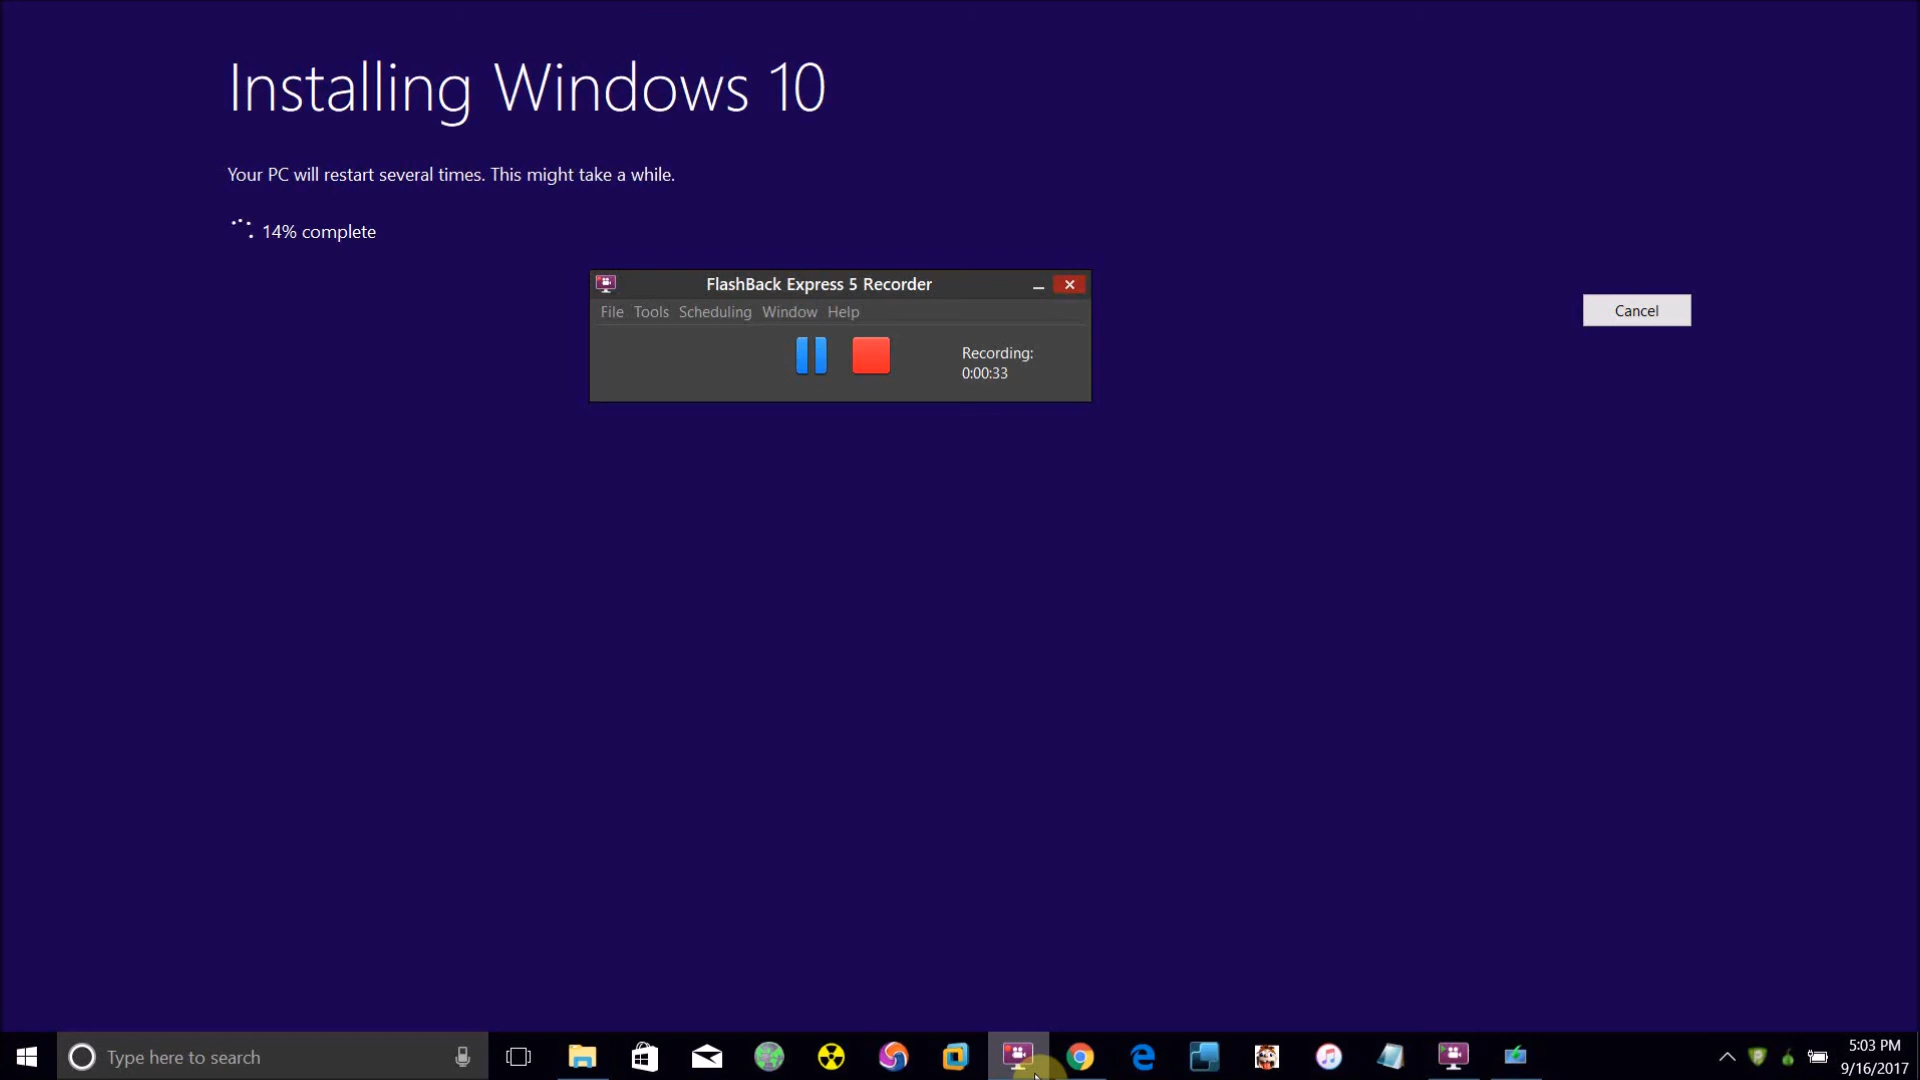 Installing Windows 10
Your PC will restart several times. This might take a while.
14% complete
FlashBack Express 5 Recorder
File Tools Scheduling Window Help
Recording:
0:00:33
Cancel
Type here to search
5:03 PM
9/16/2017